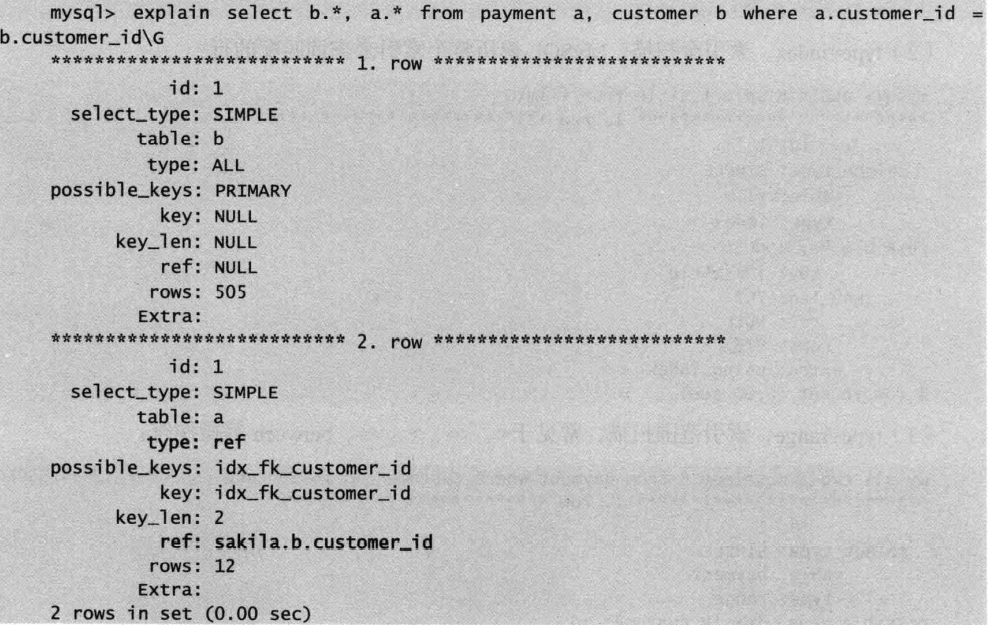 mysql> explain select b.*, a.* from payment a, customer b where a.customer_id =
b.customer_id\G
*************************** 1. row ***************************
id: 1
select_type: SIMPLE
table: b
type: ALL
possible_keys: PRIMARY
key: NULL
key_len: NULL
ref: NULL
rows: 505
Extra:
*************************** 2. row ***************************
id: 1
select_type: SIMPLE
table: a
type: ref
possible_keys: idx_fk_customer_id
key: idx_fk_customer_id
key_len: 2
ref: sakila.b.customer_id
rows: 12
Extra:
2 rows in set (0.00 sec)